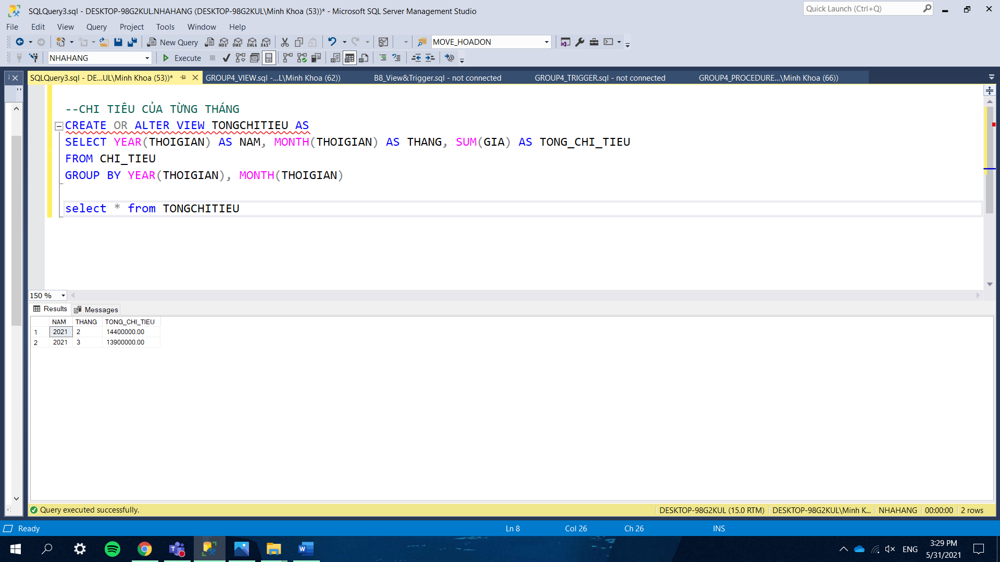 SQLQuery3.sql - DESKTOP-98G2KUL.NHAHANG (DESKTOP-98G2KUL\Minh Khoa (53))* - Microsoft SQL Server Management Studio
Quick Launch (Ctrl+Q)
File Edit View Query Project Tools Window Help
New Query MDX DMX XMLA DAX MOVE_HOADON
NHAHANG Execute
SQLQuery3.sql - DE...UL\Minh Khoa (53))* GROUP4_VIEW.sql -...L\Minh Khoa (62)) B8_View&Trigger.sql - not connected GROUP4_TRIGGER.sql - not connected GROUP4_PROCEDURE...\Minh Khoa (66))
--CHI TIÊU CỦA TỪNG THÁNG
CREATE OR ALTER VIEW TONGCHITIEU AS
SELECT YEAR(THOIGIAN) AS NAM, MONTH(THOIGIAN) AS THANG, SUM(GIA) AS TONG_CHI_TIEU
FROM CHI_TIEU
GROUP BY YEAR(THOIGIAN), MONTH(THOIGIAN)
select * from TONGCHITIEU
150 %
Results Messages
NAM THANG TONG_CHI_TIEU
1 2021 2 14400000.00
2 2021 3 13900000.00
Query executed successfully. DESKTOP-98G2KUL (15.0 RTM) DESKTOP-98G2KUL\Minh K... NHAHANG 00:00:00 2 rows
Ready Ln 8 Col 26 Ch 26 INS
ENG 3:29 PM
5/31/2021